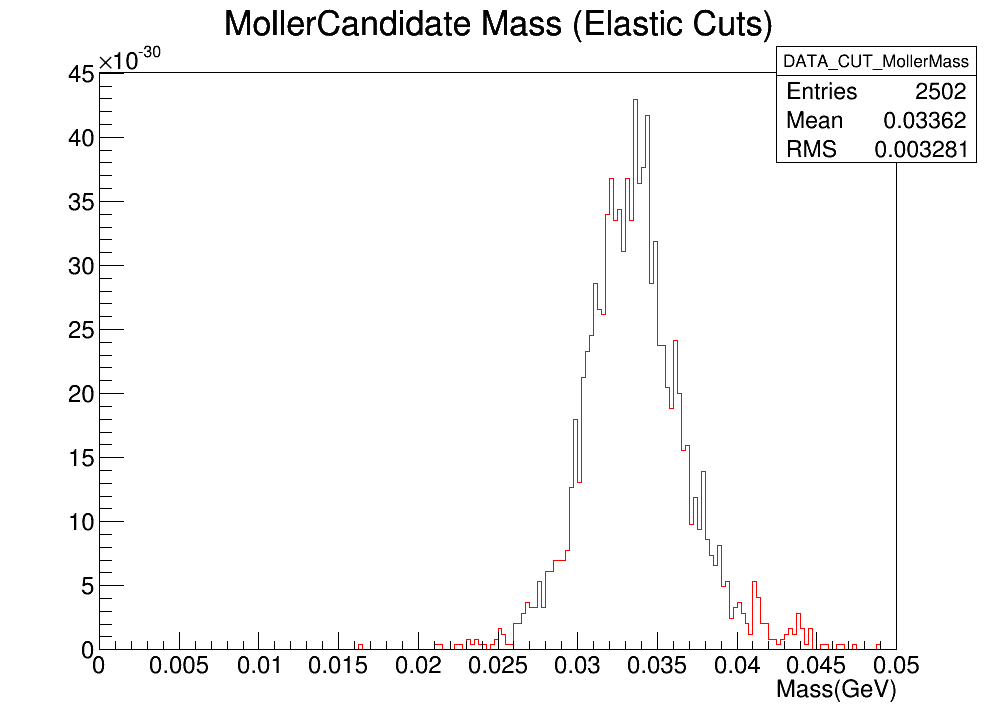 MollerCandidate Mass (Elastic Cuts)
×10^-30
DATA_CUT_MollerMass
Entries 2502
Mean 0.03362
RMS 0.003281
45
40
35
30
25
20
15
10
5
0
0 0.005 0.01 0.015 0.02 0.025 0.03 0.035 0.04 0.045 0.05
Mass(GeV)